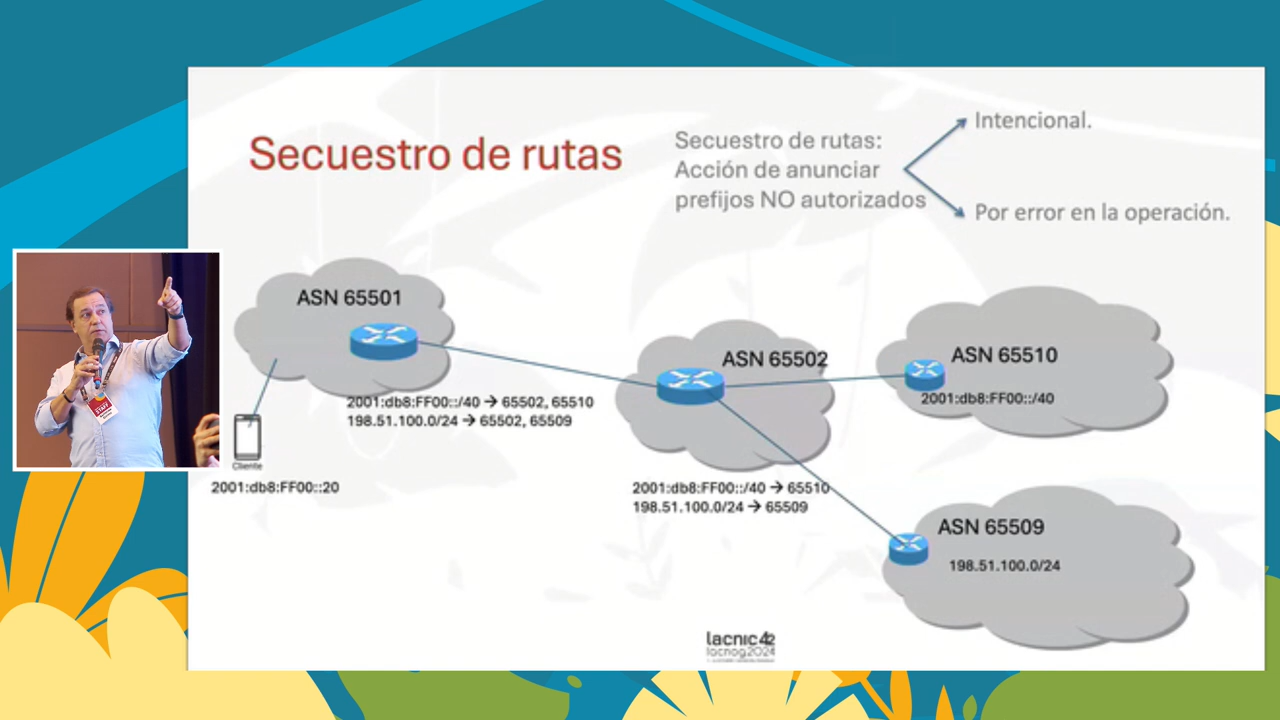 Secuestro de rutas
Secuestro de rutas:
Acción de anunciar
prefijos NO autorizados
Intencional.
Por error en la operación.
ASN 65501
2001:db8:FF00::/40 → 65502, 65510
198.51.100.0/24 → 65502, 65509
Cliente
2001:db8:FF00::20
ASN 65502
2001:db8:FF00::/40 → 65510
198.51.100.0/24 → 65509
ASN 65510
2001:db8:FF00::/40
ASN 65509
198.51.100.0/24
STAFF
lacnic42
lacnog2024